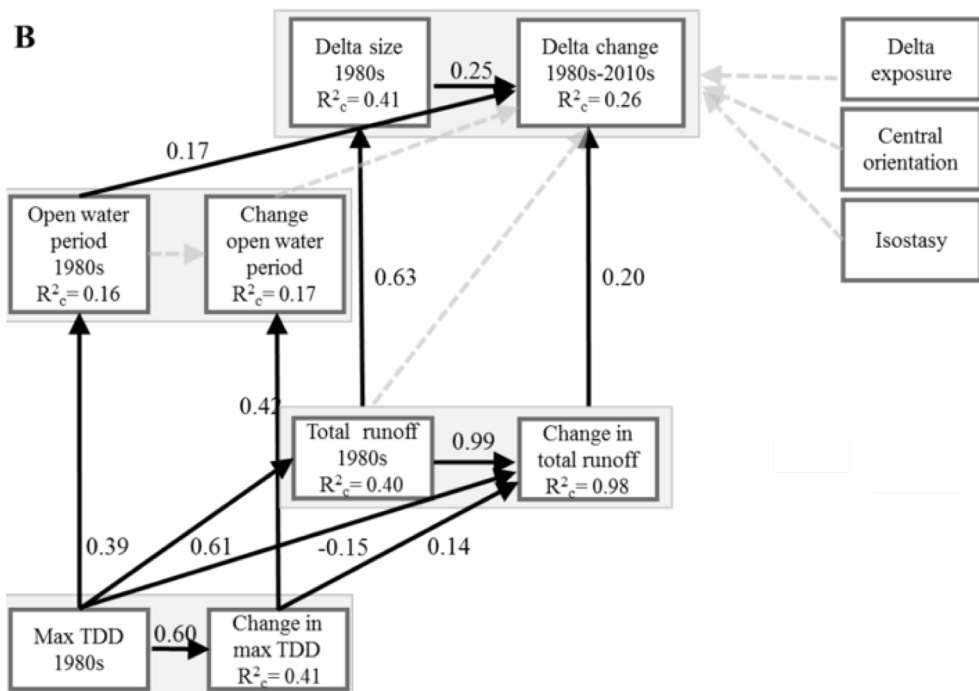 B
Delta size
1980s
R²c= 0.41
0.25
Delta change
1980s-2010s
R²c= 0.26
Delta
exposure
Central
orientation
Isostasy
0.17
Open water
period
1980s
R²c= 0.16
Change
open water
period
R²c= 0.17
0.63
0.20
0.42
Total runoff
1980s
R²c= 0.40
0.99
Change in
total runoff
R²c= 0.98
0.39
0.61
-0.15
0.14
Max TDD
1980s
0.60
Change in
max TDD
R²c= 0.41